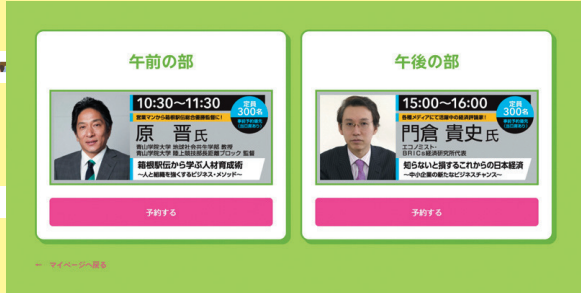 午前の部
10:30～11:30
定員
300名
営業マンから箱根駅伝総合優勝監督に!
原 晋氏
青山学院大学 地球社会共生学部 教授
青山学院大学 陸上競技部長距離ブロック 監督
箱根駅伝から学ぶ人材育成術
～人と組織を強くするビジネス・メソッド～
予約する
午後の部
15:00～16:00
定員
300名
各種メディアにて活躍中の経済評論家!
門倉 貴史氏
エコノミスト・
BRICs経済研究所代表
知らないと損するこれからの日本経済
～中小企業の新たなビジネスチャンス～
予約する
← マイページへ戻る